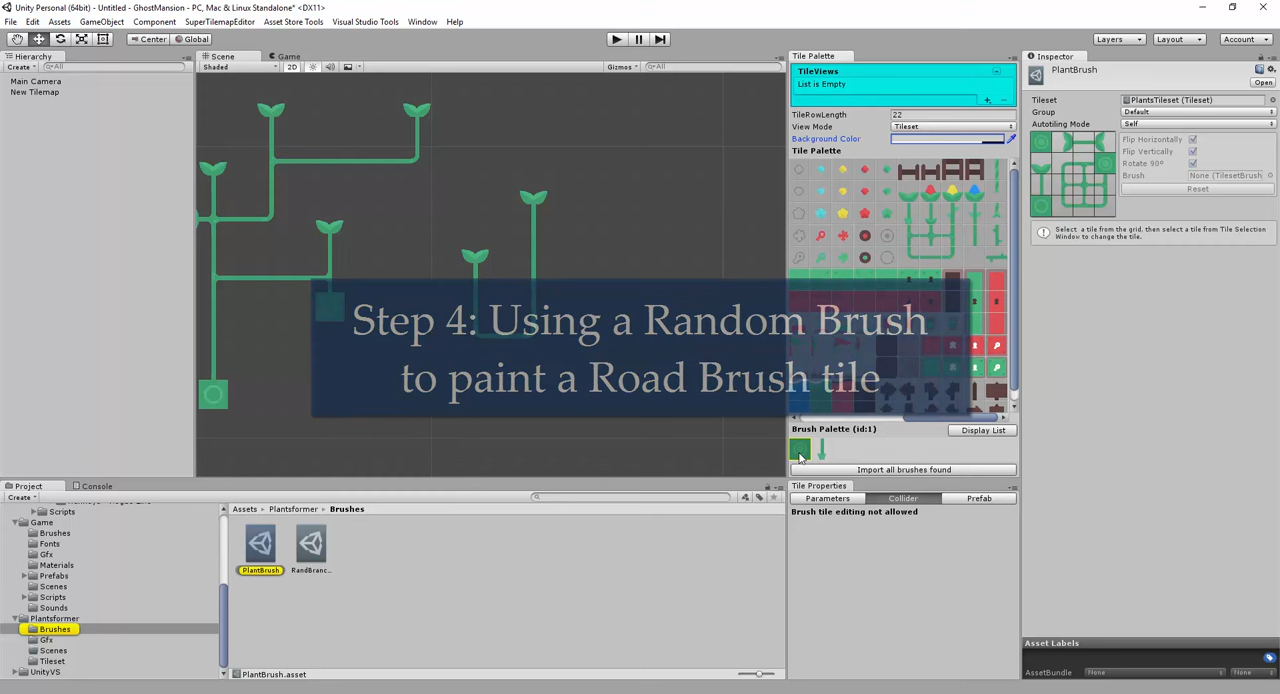 Unity Personal (64bit) - Untitled - GhostMansion - PC, Mac & Linux Standalone* <DX11>
File Edit Assets GameObject Component SuperTilemapEditor Asset Store Tools Visual Studio Tools Window Help
Center Global Layers Layout Account
Hierarchy
Create All
Main Camera
New Tilemap
Scene Game
Shaded 2D Gizmos All
Tile Palette
TileViews
List is Empty
TileRowLength 22
View Mode Tileset
Background Color
Tile Palette
Brush Palette (id:1) Display List
Import all brushes found
Tile Properties
Parameters Collider Prefab
Brush tile editing not allowed
Inspector
PlantBrush
Open
Tileset PlantsTileset (Tileset)
Group Default
Autotiling Mode Self
Flip Horizontally
Flip Vertically
Rotate 90º
Brush None (TilesetBrush
Reset
Select a tile from the grid, then select a tile from Tile Selection
Window to change the tile.
Step 4: Using a Random Brush
to paint a Road Brush tile
Project Console
Create
Scripts
Game
Brushes
Fonts
Gfx
Materials
Prefabs
Scenes
Scripts
Sounds
Plantsformer
Brushes
Gfx
Scenes
Tileset
UnityVS
Assets Plantsformer Brushes
PlantBrush RandBranc...
PlantBrush.asset
Asset Labels
AssetBundle None None